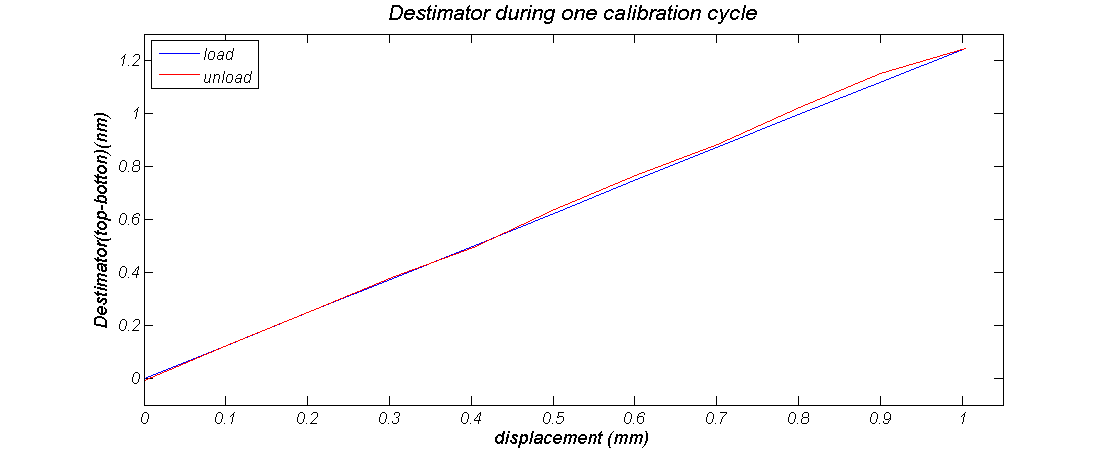 Destimator during one calibration cycle
load
unload
Destimator(top-botton)(nm)
1.2
1
0.8
0.6
0.4
0.2
0
0 0.1 0.2 0.3 0.4 0.5 0.6 0.7 0.8 0.9 1
displacement (mm)